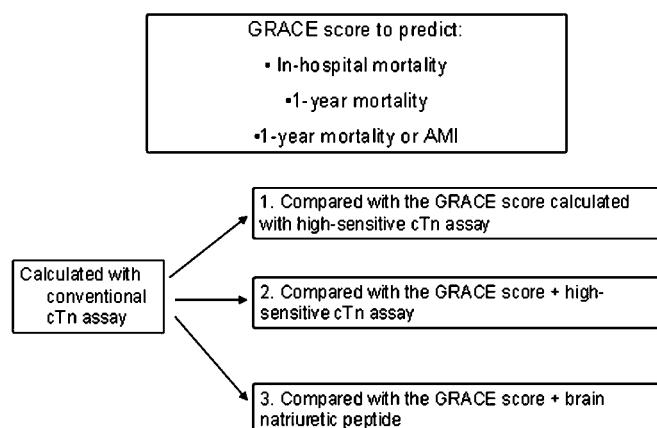 GRACE score to predict:
• In-hospital mortality
•1-year mortality
•1-year mortality or AMI
1. Compared with the GRACE score calculated
with high-sensitive cTn assay
Calculated with
conventional
cTn assay
2. Compared with the GRACE score + high-
sensitive cTn assay
3. Compared with the GRACE score + brain
natriuretic peptide